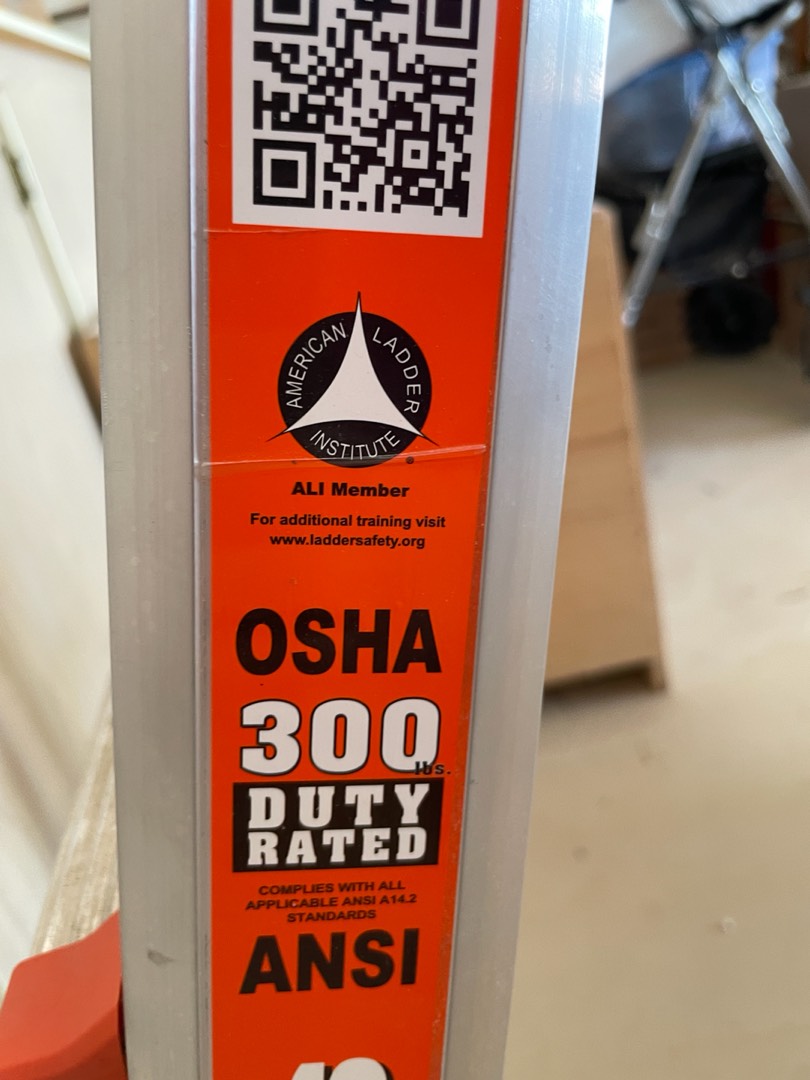 AMERICAN LADDER
INSTITUTE
ALI Member
For additional training visit
www.laddersafety.org
OSHA
300
lbs.
DUTY
RATED
COMPLIES WITH ALL
APPLICABLE ANSI A14.2
STANDARDS
ANSI